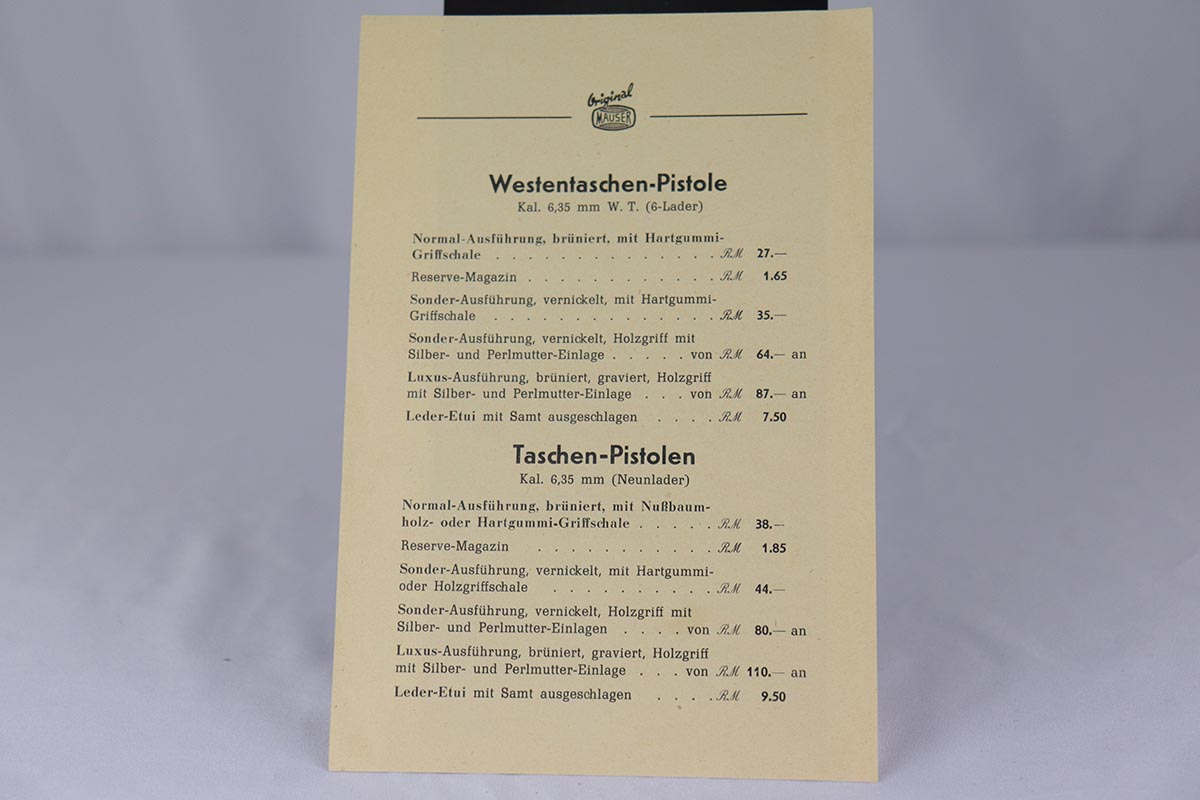 Original
MAUSER
Westentaschen-Pistole
Kal. 6,35 mm W. T. (6-Lader)
Normal-Ausführung, brüniert, mit Hartgummi-
Griffschale . . . . . . . . . . . . . . RM 27.—
Reserve-Magazin . . . . . . . . . . . . RM 1.65
Sonder-Ausführung, vernickelt, mit Hartgummi-
Griffschale . . . . . . . . . . . . . . RM 35.—
Sonder-Ausführung, vernickelt, Holzgriff mit
Silber- und Perlmutter-Einlage . . . . . von RM 64.— an
Luxus-Ausführung, brüniert, graviert, Holzgriff
mit Silber- und Perlmutter-Einlage . . . von RM 87.— an
Leder-Etui mit Samt ausgeschlagen . . . . RM 7.50
Taschen-Pistolen
Kal. 6,35 mm (Neunlader)
Normal-Ausführung, brüniert, mit Nußbaum-
holz- oder Hartgummi-Griffschale . . . . . RM 38.—
Reserve-Magazin . . . . . . . . . . . RM 1.85
Sonder-Ausführung, vernickelt, mit Hartgummi-
oder Holzgriffschale . . . . . . . . . . RM 44.—
Sonder-Ausführung, vernickelt, Holzgriff mit
Silber- und Perlmutter-Einlagen . . . . von RM 80.— an
Luxus-Ausführung, brüniert, graviert, Holzgriff
mit Silber- und Perlmutter-Einlage . . . von RM 110.— an
Leder-Etui mit Samt ausgeschlagen . . . . RM 9.50